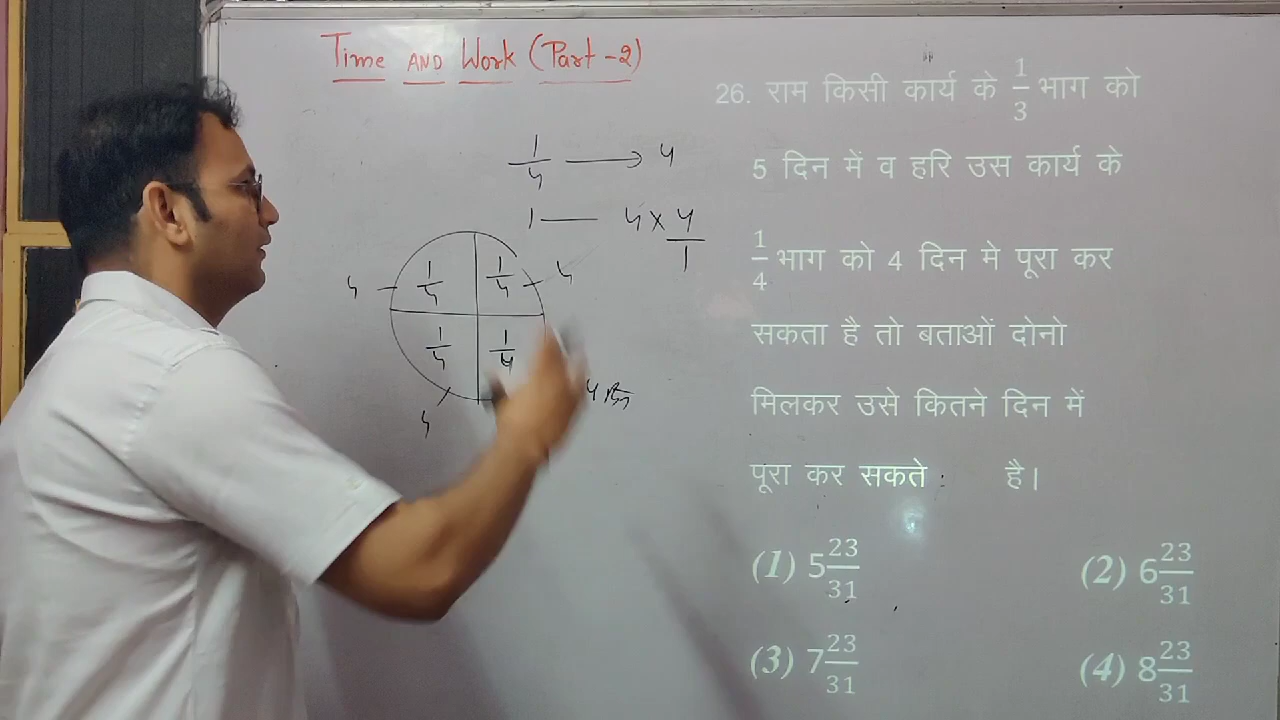 Time AND Work (Part -2)
1/4 → 4
1 — 4 × 4/1
4 1/4 1/4 4
1/4 1/4
4 4 दिन
26. राम किसी कार्य के 1/3 भाग को
5 दिन में व हरि उस कार्य के
1/4 भाग को 4 दिन मे पूरा कर
सकता है तो बताओं दोनो
मिलकर उसे कितने दिन में
पूरा कर सकते है।
(1) 5 23/31 (2) 6 23/31
(3) 7 23/31 (4) 8 23/31